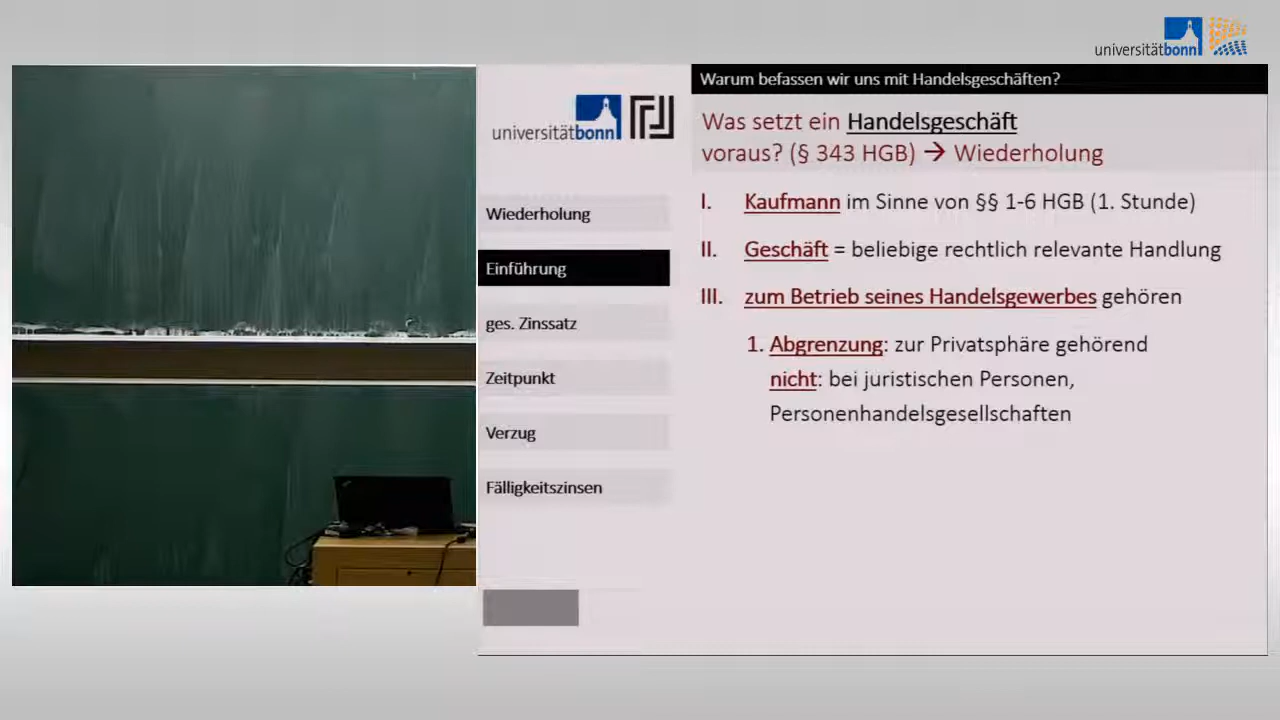 universitätbonn
Warum befassen wir uns mit Handelsgeschäften?
universitätbonn
Was setzt ein Handelsgeschäft
voraus? (§ 343 HGB) → Wiederholung
Wiederholung
Einführung
ges. Zinssatz
Zeitpunkt
Verzug
Fälligkeitszinsen
I. Kaufmann im Sinne von §§ 1-6 HGB (1. Stunde)
II. Geschäft = beliebige rechtlich relevante Handlung
III. zum Betrieb seines Handelsgewerbes gehören
1. Abgrenzung: zur Privatsphäre gehörend
nicht: bei juristischen Personen,
Personenhandelsgesellschaften